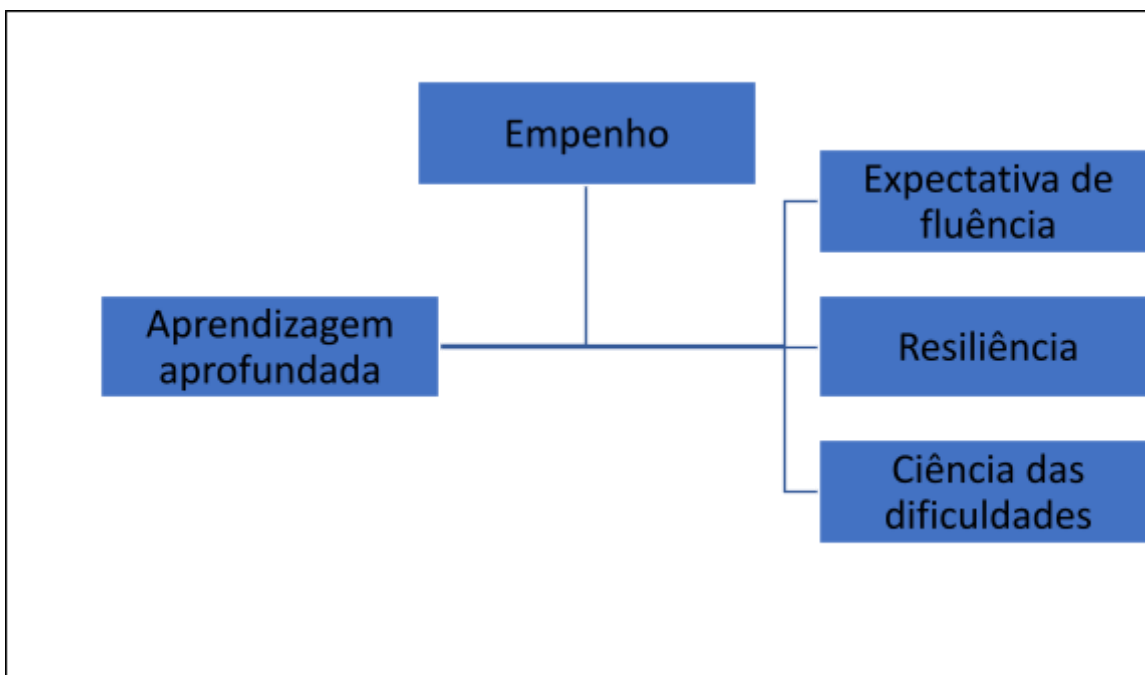 Empenho
Expectativa de
fluência
Aprendizagem
aprofundada
Resiliência
Ciência das
dificuldades